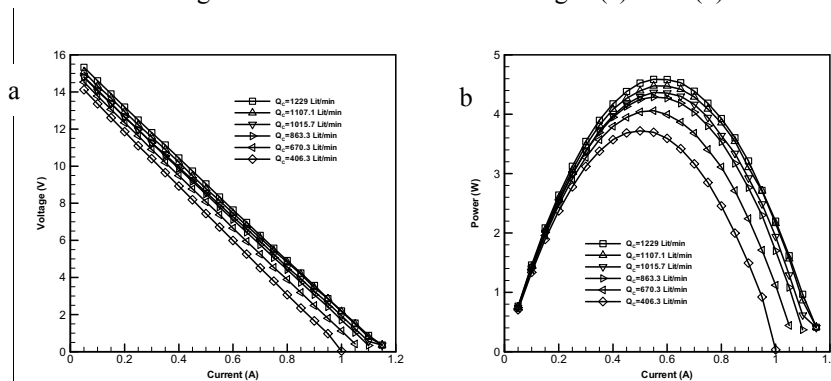 a
16
14
12
10
8
6
4
2
0
Voltage (V)
Q_c=1229 Lit/min
Q_c=1107.1 Lit/min
Q_c=1015.7 Lit/min
Q_c=863.3 Lit/min
Q_c=670.3 Lit/min
Q_c=406.3 Lit/min
0 0.2 0.4 0.6 0.8 1 1.2
Current (A)
b
5
4
3
2
1
0
Power (W)
Q_c=1229 Lit/min
Q_c=1107.1 Lit/min
Q_c=1015.7 Lit/min
Q_c=863.3 Lit/min
Q_c=670.3 Lit/min
Q_c=406.3 Lit/min
0 0.2 0.4 0.6 0.8 1
Current (A)